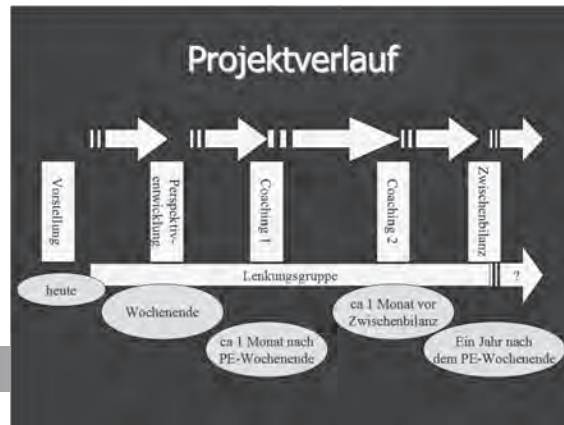 Projektverlauf
Vorstellung
Perspektiv-
entwicklung
Coaching 1
Coaching 2
Zwischenbilanz
Lenkungsgruppe
?
heute
Wochenende
ca 1 Monat nach
PE-Wochenende
ca 1 Monat vor
Zwischenbilanz
Ein Jahr nach
dem PE-Wochenende